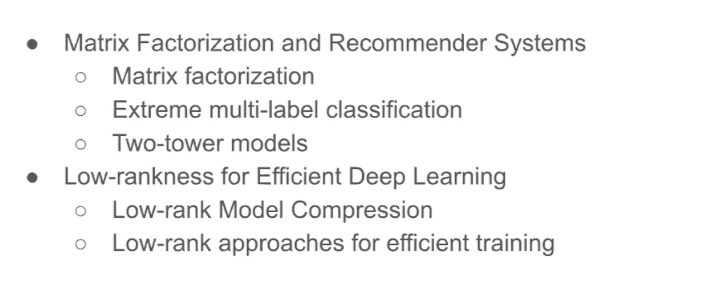 ● Matrix Factorization and Recommender Systems
○ Matrix factorization
○ Extreme multi-label classification
○ Two-tower models
● Low-rankness for Efficient Deep Learning
○ Low-rank Model Compression
○ Low-rank approaches for efficient training